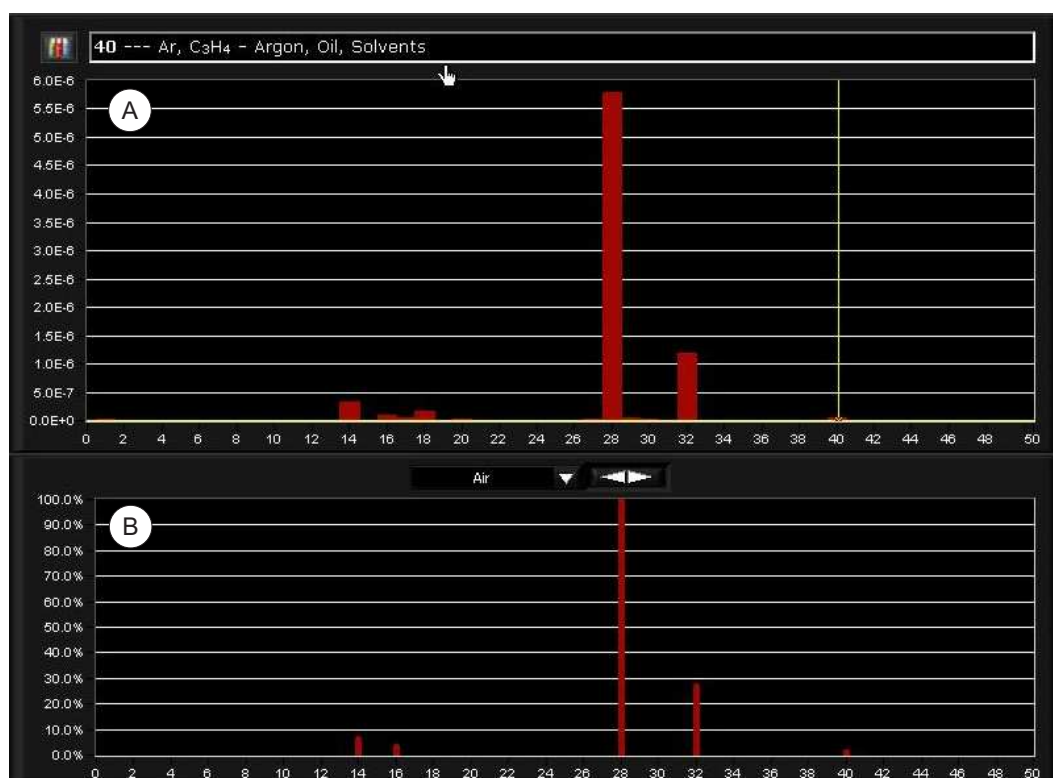 40 --- Ar, C₃H₄ - Argon, Oil, Solvents
6.0E-6
A
5.5E-6
5.0E-6
4.5E-6
4.0E-6
3.5E-6
3.0E-6
2.5E-6
2.0E-6
1.5E-6
1.0E-6
5.0E-7
0.0E+0
0 2 4 6 8 10 12 14 16 18 20 22 24 26 28 30 32 34 36 38 40 42 44 46 48 50
Air
100.0%
B
90.0%
80.0%
70.0%
60.0%
50.0%
40.0%
30.0%
20.0%
10.0%
0.0%
0 2 4 6 8 10 12 14 16 18 20 22 24 26 28 30 32 34 36 38 40 42 44 46 48 50